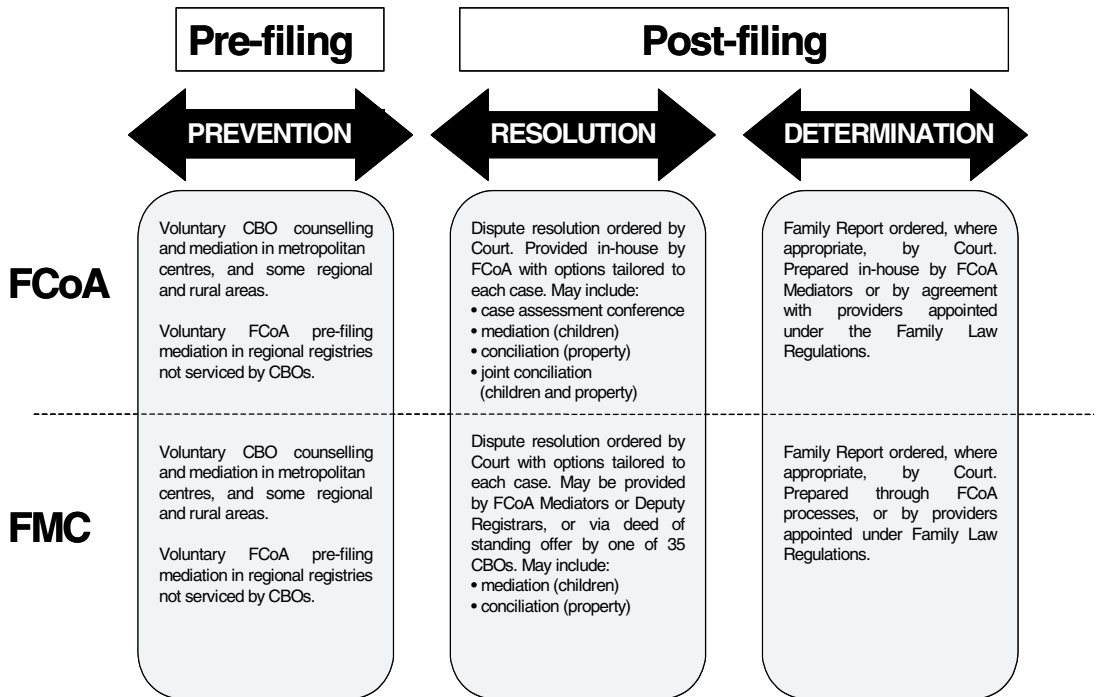 Pre-filing
Post-filing
PREVENTION
RESOLUTION
DETERMINATION
FCoA
Voluntary CBO counselling
and mediation in metropolitan
centres, and some regional
and rural areas.
Voluntary FCoA pre-filing
mediation in regional registries
not serviced by CBOs.
Dispute resolution ordered by
Court. Provided in-house by
FCoA with options tailored to
each case. May include:
• case assessment conference
• mediation (children)
• conciliation (property)
• joint conciliation
(children and property)
Family Report ordered, where
appropriate, by Court.
Prepared in-house by FCoA
Mediators or by agreement
with providers appointed
under the Family Law
Regulations.
FMC
Voluntary CBO counselling
and mediation in metropolitan
centres, and some regional
and rural areas.
Voluntary FCoA pre-filing
mediation in regional registries
not serviced by CBOs.
Dispute resolution ordered by
Court with options tailored to
each case. May be provided
by FCoA Mediators or Deputy
Registrars, or via deed of
standing offer by one of 35
CBOs. May include:
• mediation (children)
• conciliation (property)
Family Report ordered, where
appropriate, by Court.
Prepared through FCoA
processes, or by providers
appointed under Family Law
Regulations.